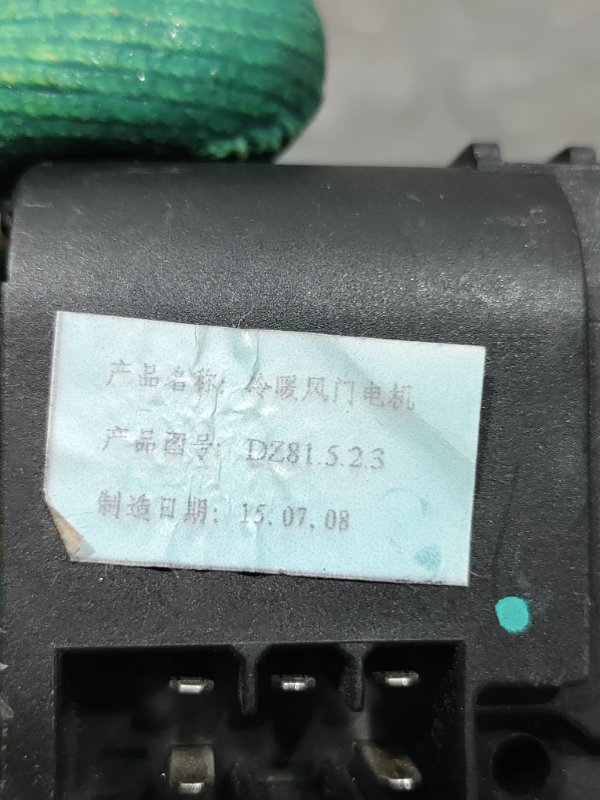 产品名称: 冷暖风门电机
产品图号: DZ81.5.2.3
制造日期: 15.07.08